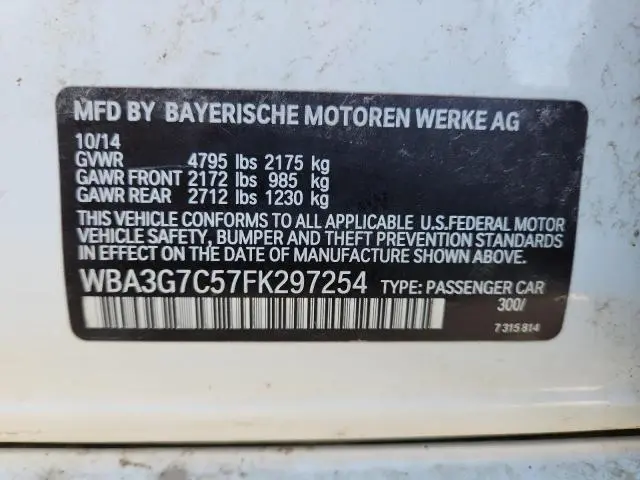 MFD BY BAYERISCHE MOTOREN WERKE AG
10/14
GVWR 4795 lbs 2175 kg
GAWR FRONT 2172 lbs 985 kg
GAWR REAR 2712 lbs 1230 kg
THIS VEHICLE CONFORMS TO ALL APPLICABLE U.S.FEDERAL MOTOR
VEHICLE SAFETY, BUMPER AND THEFT PREVENTION STANDARDS
IN EFFECT ON THE DATE OF MANUFACTURE SHOWN ABOVE.
WBA3G7C57FK297254 TYPE: PASSENGER CAR
300/
7 315 814